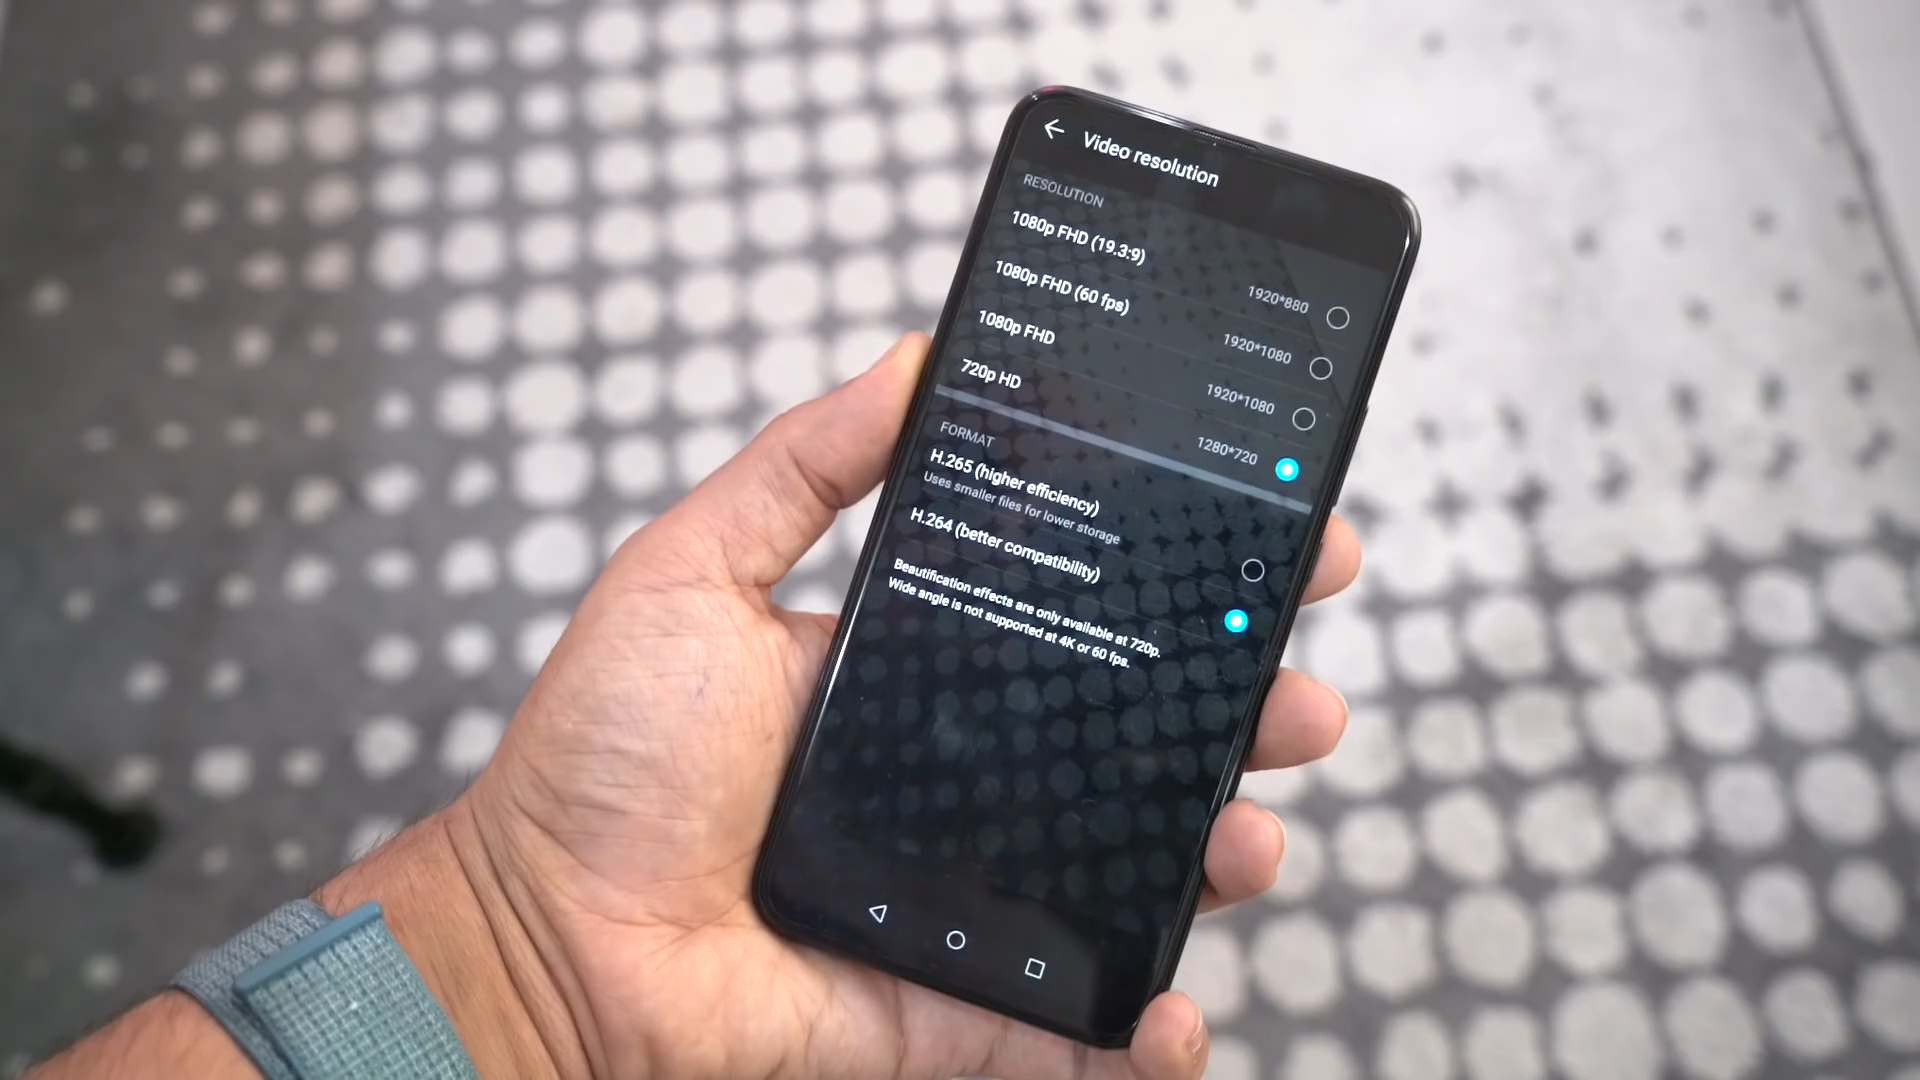 Video resolution
RESOLUTION
1080p FHD (19.3:9)
1920*880
1080p FHD (60 fps)
1920*1080
1080p FHD
1920*1080
720p HD
1280*720
FORMAT
H.265 (higher efficiency)
Uses smaller files for lower storage
H.264 (better compatibility)
Beautification effects are only available at 720p.
Wide angle is not supported at 4K or 60 fps.